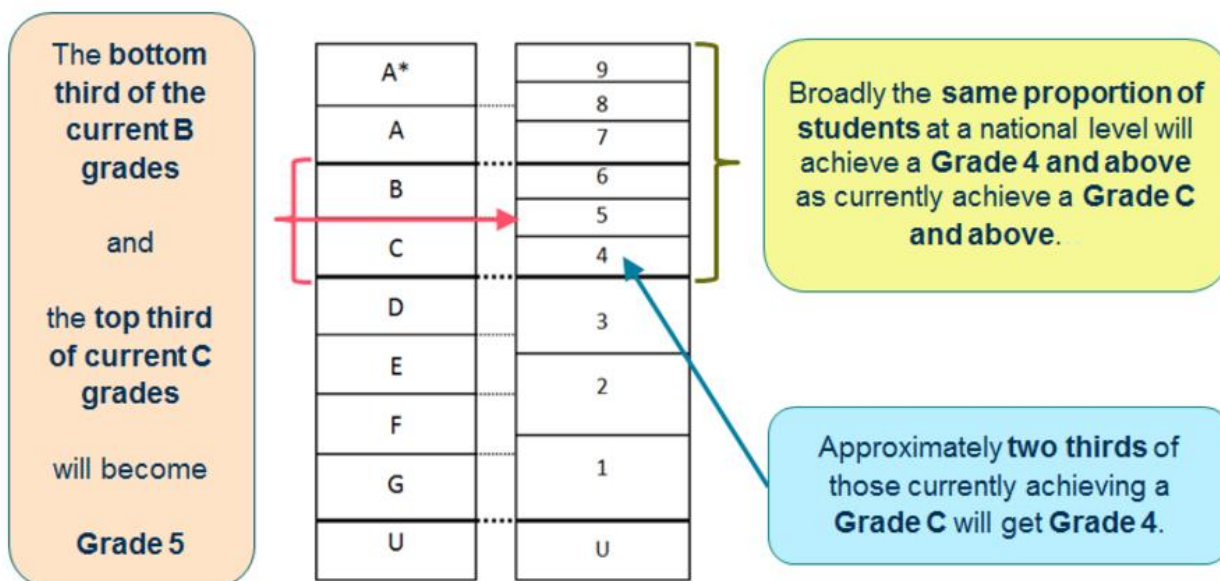 The bottom
third of the
current B
grades
and
the top third
of current C
grades
will become
Grade 5
A*
A
B
C
D
E
F
G
U
9
8
7
6
5
4
3
2
1
U
Broadly the same proportion of
students at a national level will
achieve a Grade 4 and above
as currently achieve a Grade C
and above...
Approximately two thirds of
those currently achieving a
Grade C will get Grade 4.